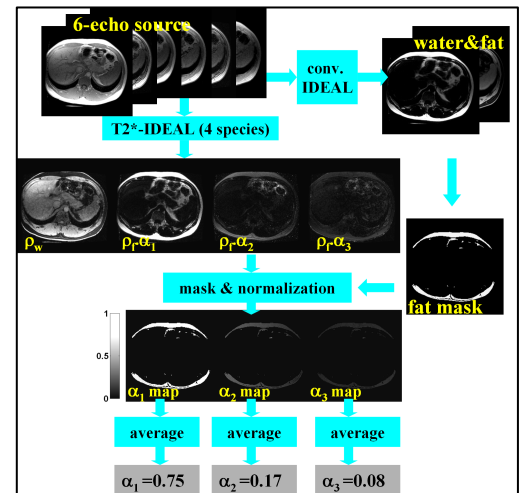 6-echo source
water&fat
conv.
IDEAL
T2*-IDEAL (4 species)
ρw
ρf·α1
ρf·α2
ρf·α3
mask & normalization
fat mask
1
0.5
0
α1 map
α2 map
α3 map
average
average
average
α1=0.75
α2=0.17
α3=0.08